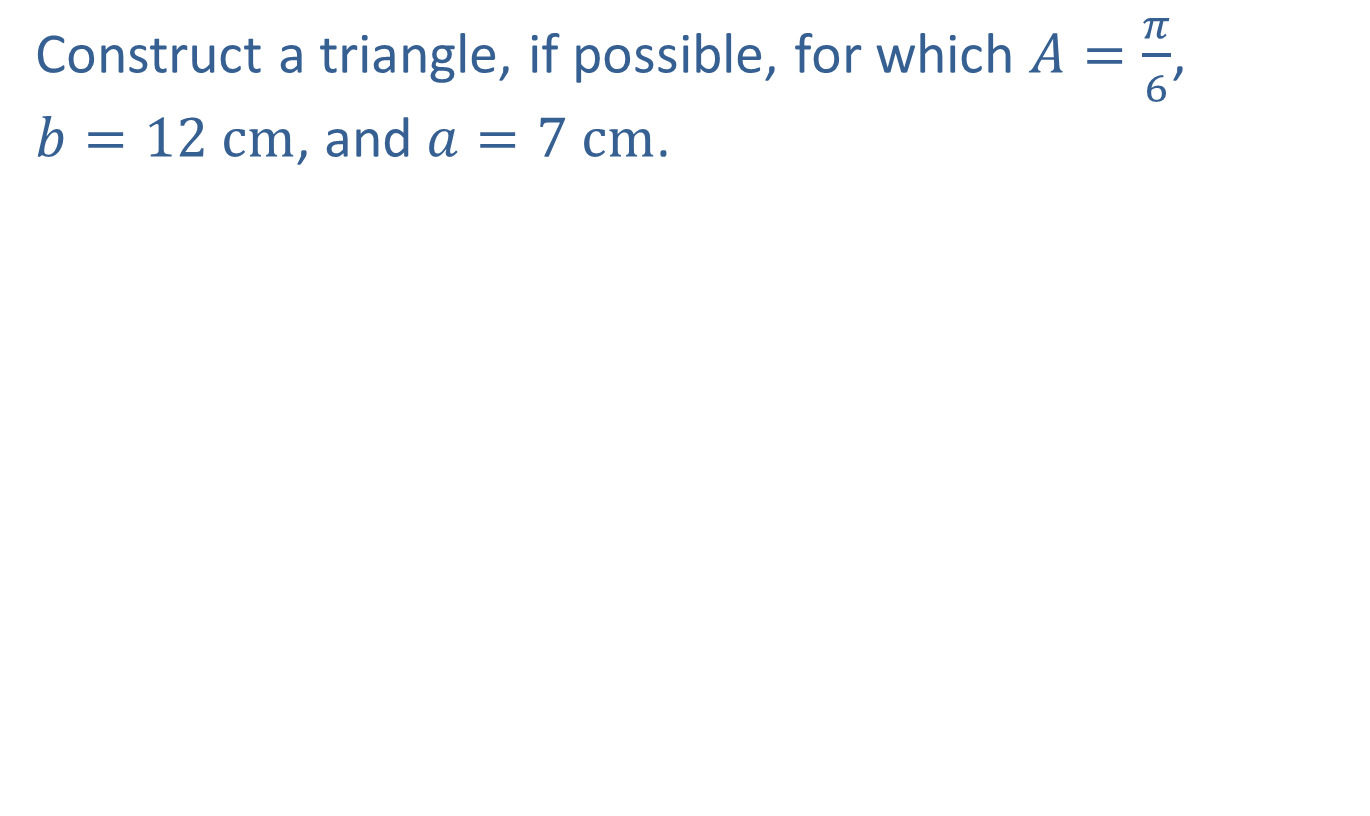 Construct a triangle, if possible, for which A = π/6,
b = 12 cm, and a = 7 cm.